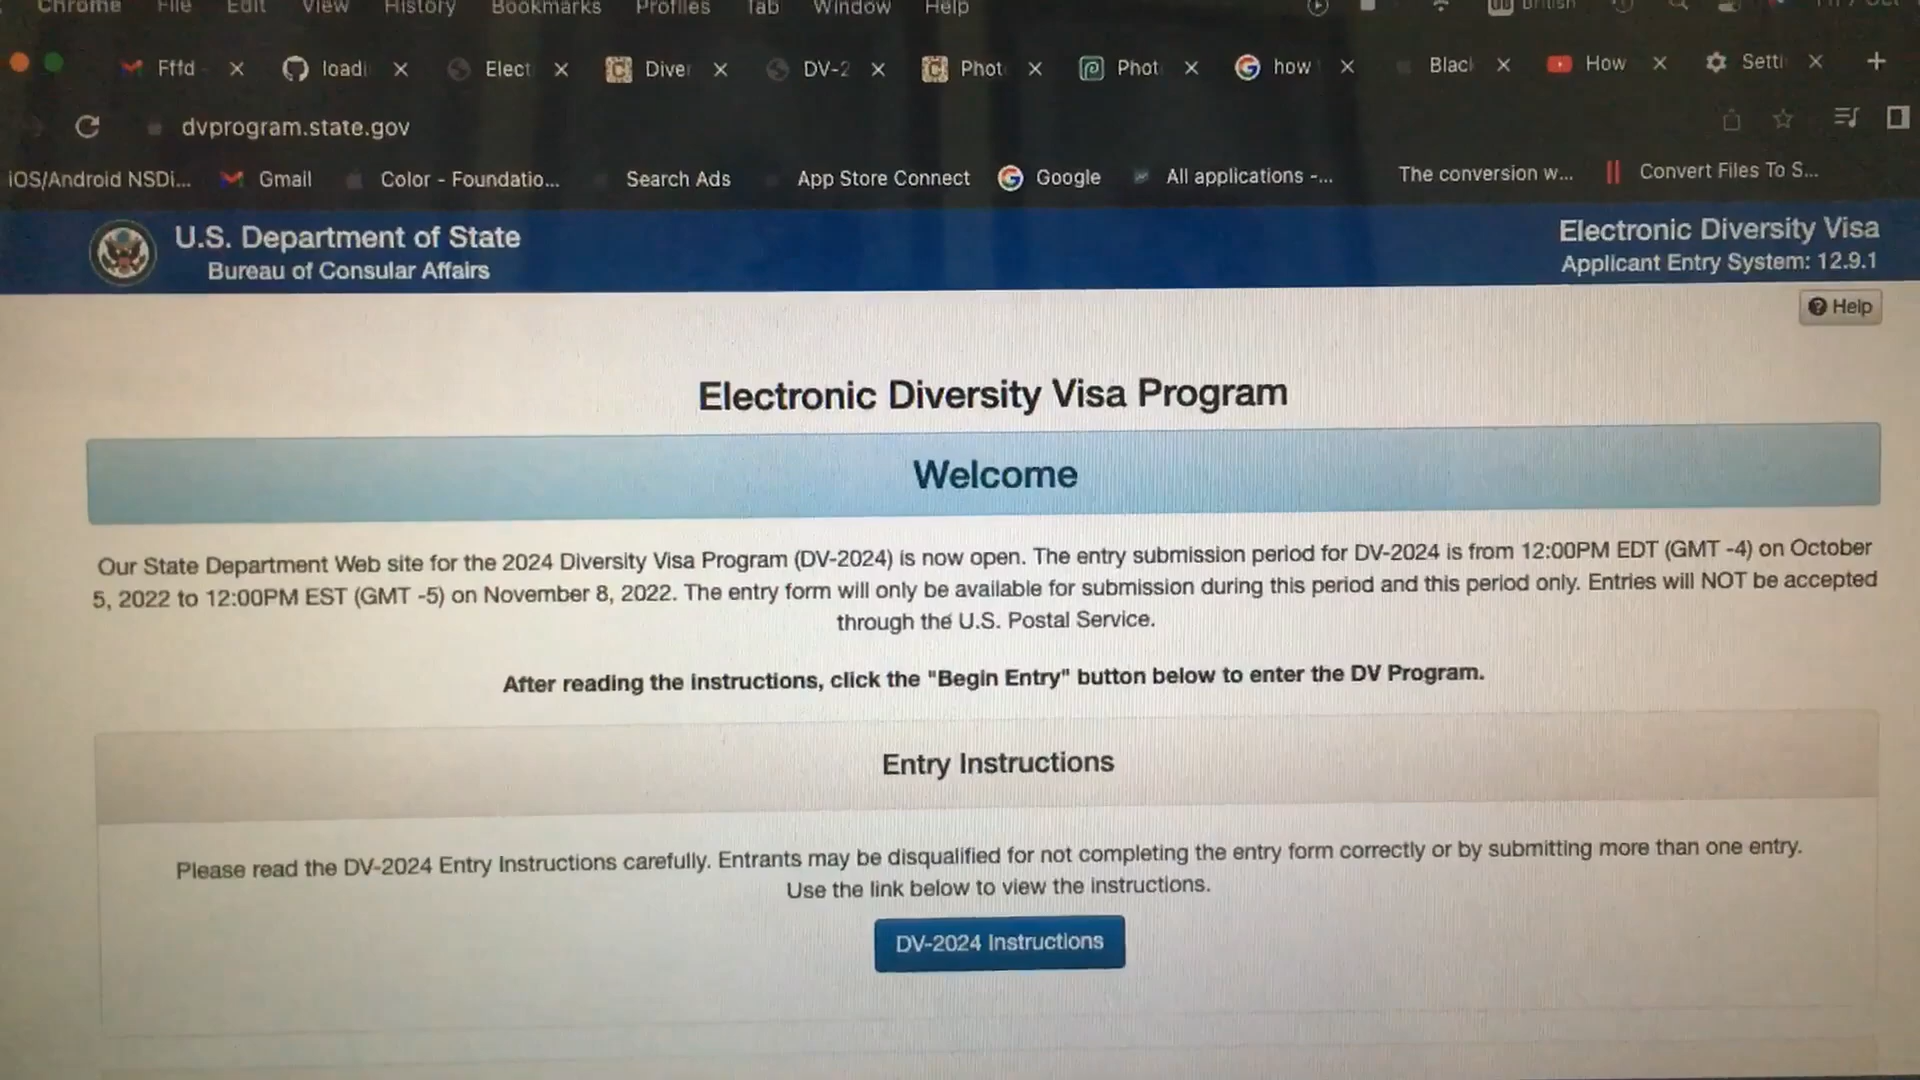 Chrome File Edit View History Bookmarks Profiles Tab Window Help British
Fffd loadi Elect Diver DV-2 Phot Phot how Blac How Setti
dvprogram.state.gov
iOS/Android NSDi... Gmail Color - Foundatio... Search Ads App Store Connect Google All applications -... The conversion w... Convert Files To S...
U.S. Department of State
Bureau of Consular Affairs
Electronic Diversity Visa
Applicant Entry System: 12.9.1
Help
Electronic Diversity Visa Program
Welcome
Our State Department Web site for the 2024 Diversity Visa Program (DV-2024) is now open. The entry submission period for DV-2024 is from 12:00PM EDT (GMT -4) on October
5, 2022 to 12:00PM EST (GMT -5) on November 8, 2022. The entry form will only be available for submission during this period and this period only. Entries will NOT be accepted
through the U.S. Postal Service.
After reading the instructions, click the "Begin Entry" button below to enter the DV Program.
Entry Instructions
Please read the DV-2024 Entry Instructions carefully. Entrants may be disqualified for not completing the entry form correctly or by submitting more than one entry.
Use the link below to view the instructions.
DV-2024 Instructions